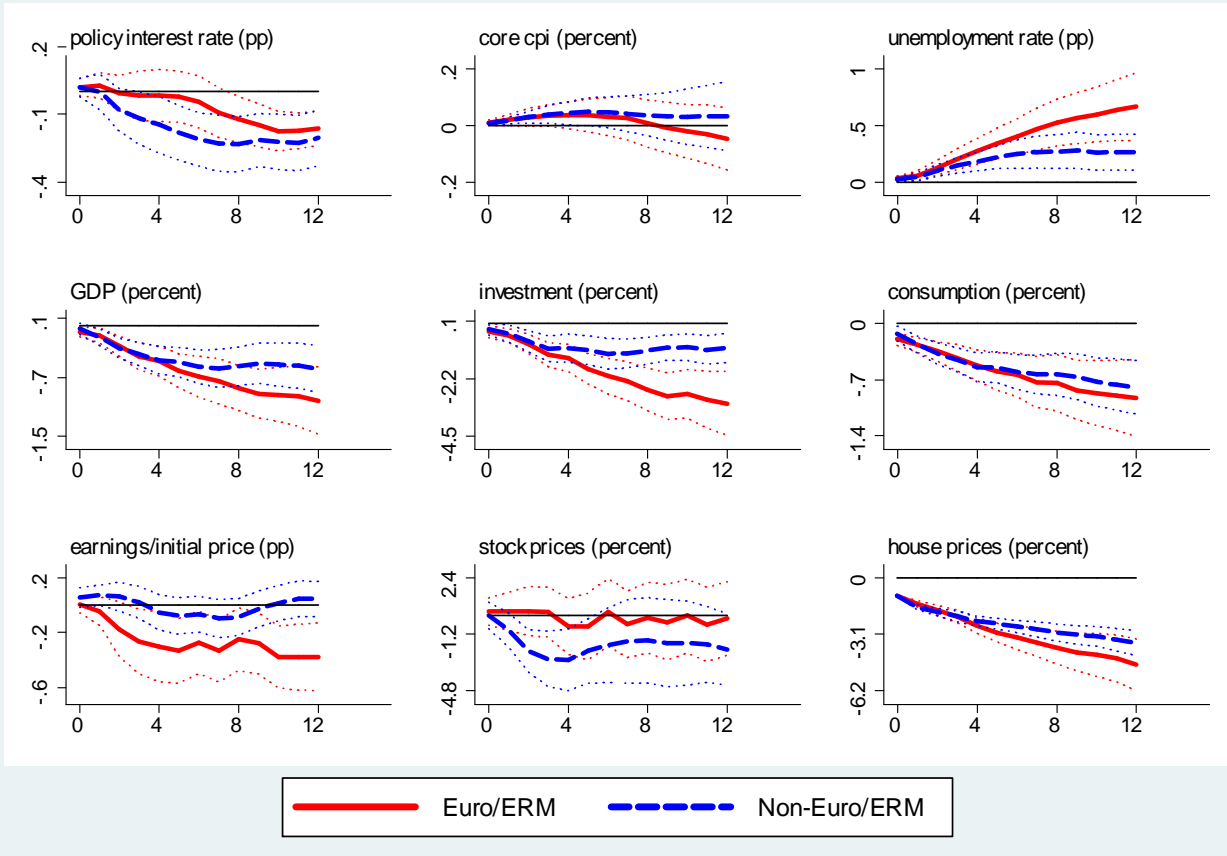 policy interest rate (pp)
.2
-.1
-.4
0 4 8 12
core cpi (percent)
.2
0
-.2
0 4 8 12
unemployment rate (pp)
1
.5
0
0 4 8 12
GDP (percent)
.1
-.7
-1.5
0 4 8 12
investment (percent)
.1
-2.2
-4.5
0 4 8 12
consumption (percent)
0
-.7
-1.4
0 4 8 12
earnings/initial price (pp)
.2
-.2
-.6
0 4 8 12
stock prices (percent)
2.4
-1.2
-4.8
0 4 8 12
house prices (percent)
0
-3.1
-6.2
0 4 8 12
Euro/ERM Non-Euro/ERM